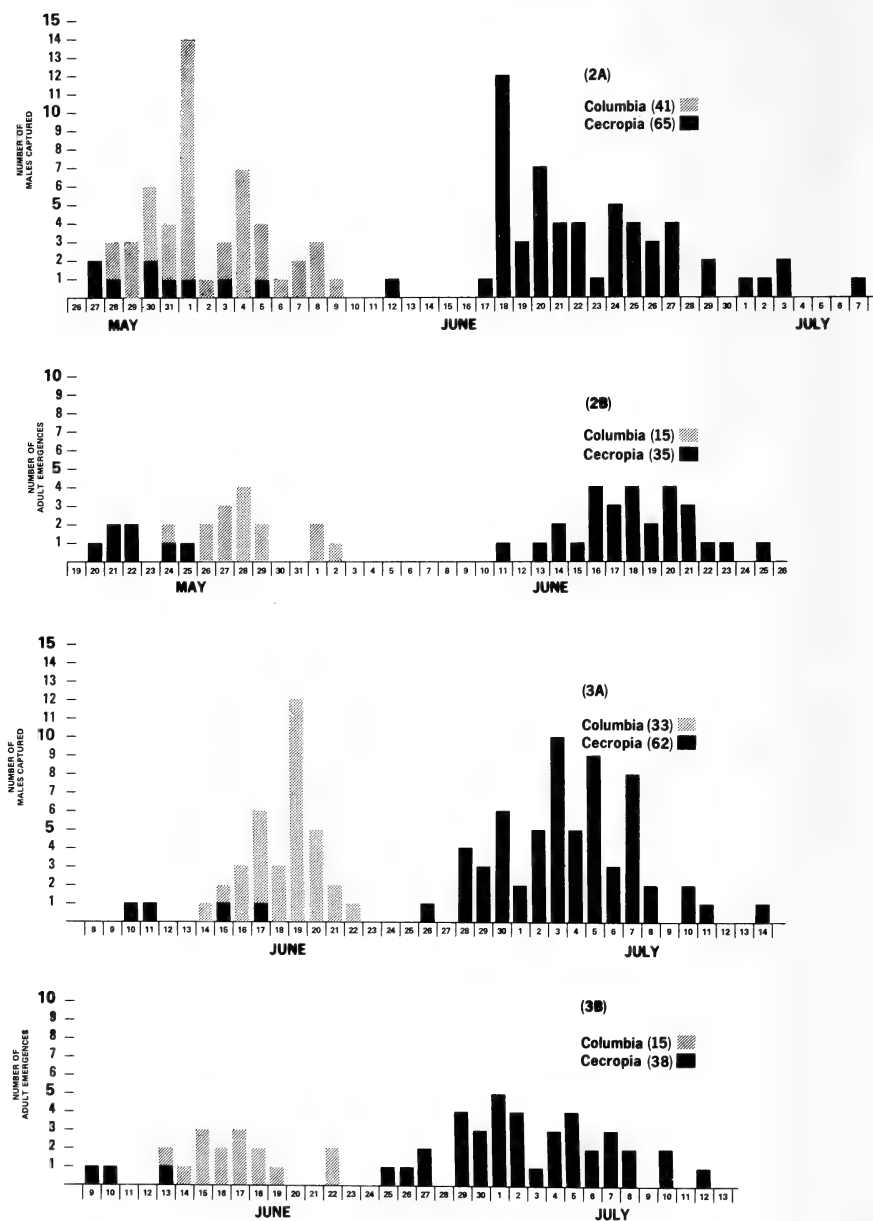 15
14
13
12
11
10
9
8
7
6
5
4
3
2
1
NUMBER OF
MALES CAPTURED
(2A)
Columbia (41)
Cecropia (65)
26 27 28 29 30 31 1 2 3 4 5 6 7 8 9 10 11 12 13 14 15 16 17 18 19 20 21 22 23 24 25 26 27 28 29 30 1 2 3 4 5 6 7
MAY JUNE JULY
10
9
8
7
6
5
4
3
2
1
NUMBER OF
ADULT EMERGENCES
(2B)
Columbia (15)
Cecropia (35)
19 20 21 22 23 24 25 26 27 28 29 30 31 1 2 3 4 5 6 7 8 9 10 11 12 13 14 15 16 17 18 19 20 21 22 23 24 25 26
MAY JUNE
15
14
13
12
11
10
9
8
7
6
5
4
3
2
1
NUMBER OF
MALES CAPTURED
(3A)
Columbia (33)
Cecropia (62)
8 9 10 11 12 13 14 15 16 17 18 19 20 21 22 23 24 25 26 27 28 29 30 1 2 3 4 5 6 7 8 9 10 11 12 13 14
JUNE JULY
10
9
8
7
6
5
4
3
2
1
NUMBER OF
ADULT EMERGENCES
(3B)
Columbia (15)
Cecropia (38)
9 10 11 12 13 14 15 16 17 18 19 20 21 22 23 24 25 26 27 28 29 30 1 2 3 4 5 6 7 8 9 10 11 12 13
JUNE JULY